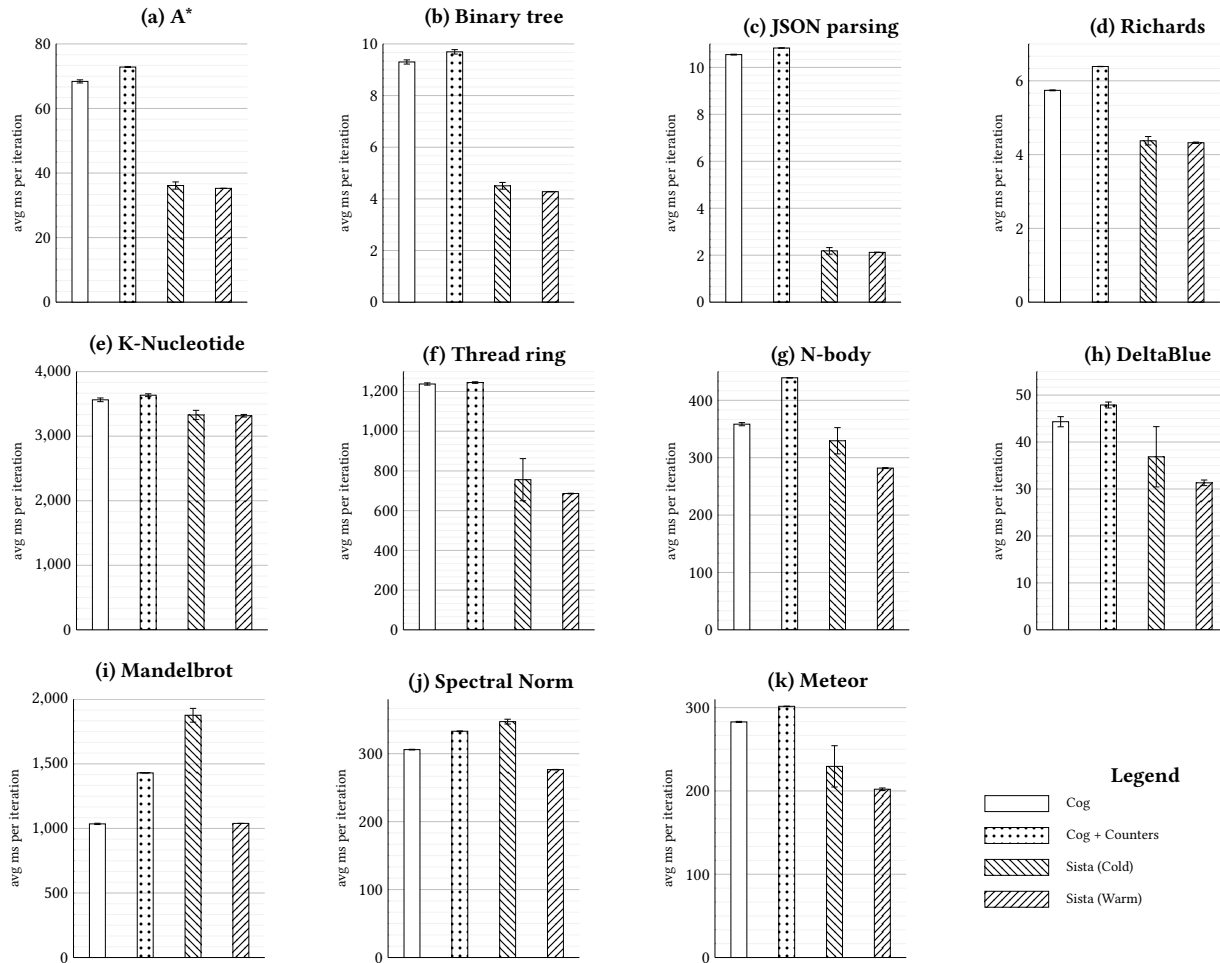 (a) A*
avg ms per iteration
80
60
40
20
0
(b) Binary tree
avg ms per iteration
10
8
6
4
2
0
(c) JSON parsing
avg ms per iteration
10
8
6
4
2
0
(d) Richards
avg ms per iteration
6
4
2
0
(e) K-Nucleotide
avg ms per iteration
4,000
3,000
2,000
1,000
0
(f) Thread ring
avg ms per iteration
1,200
1,000
800
600
400
200
0
(g) N-body
avg ms per iteration
400
300
200
100
0
(h) DeltaBlue
avg ms per iteration
50
40
30
20
10
0
(i) Mandelbrot
avg ms per iteration
2,000
1,500
1,000
500
0
(j) Spectral Norm
avg ms per iteration
300
200
100
0
(k) Meteor
avg ms per iteration
300
200
100
0
Legend
Cog
Cog + Counters
Sista (Cold)
Sista (Warm)